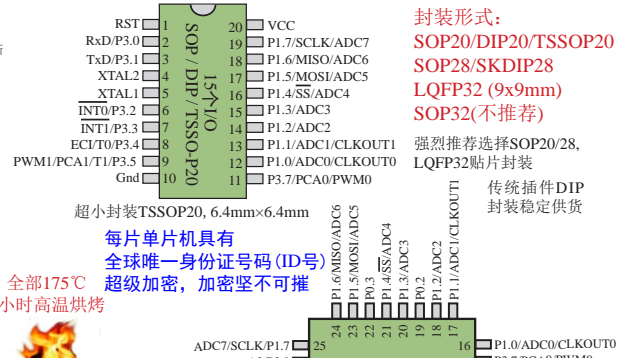 RST 1
RxD/P3.0 2
TxD/P3.1 3
XTAL2 4
XTAL1 5
INT0/P3.2 6
INT1/P3.3 7
ECI/T0/P3.4 8
PWM1/PCA1/T1/P3.5 9
Gnd 10
SOP / DIP / TSSO-P20
15个I/O
20 VCC
19 P1.7/SCLK/ADC7
18 P1.6/MISO/ADC6
17 P1.5/MOSI/ADC5
16 P1.4/SS/ADC4
15 P1.3/ADC3
14 P1.2/ADC2
13 P1.1/ADC1/CLKOUT1
12 P1.0/ADC0/CLKOUT0
11 P3.7/PCA0/PWM0
超小封装TSSOP20, 6.4mm×6.4mm
封装形式:
SOP20/DIP20/TSSOP20
SOP28/SKDIP28
LQFP32 (9x9mm)
SOP32(不推荐)
强烈推荐选择SOP20/28,
LQFP32贴片封装
传统插件DIP
封装稳定供货
每片单片机具有
全球唯一身份证号码(ID号)
超级加密，加密坚不可摧
全部175℃
小时高温烘烤
24 P1.6/MISO/ADC6
23 P1.5/MOSI/ADC5
22 P0.3
21 P1.4/SS/ADC4
20 P1.3/ADC3
19 P0.2
18 P1.2/ADC2
17 P1.1/ADC1/CLKOUT1
ADC7/SCLK/P1.7 25
16 P1.0/ADC0/CLKOUT0
P3.7/PCA0/PWM0